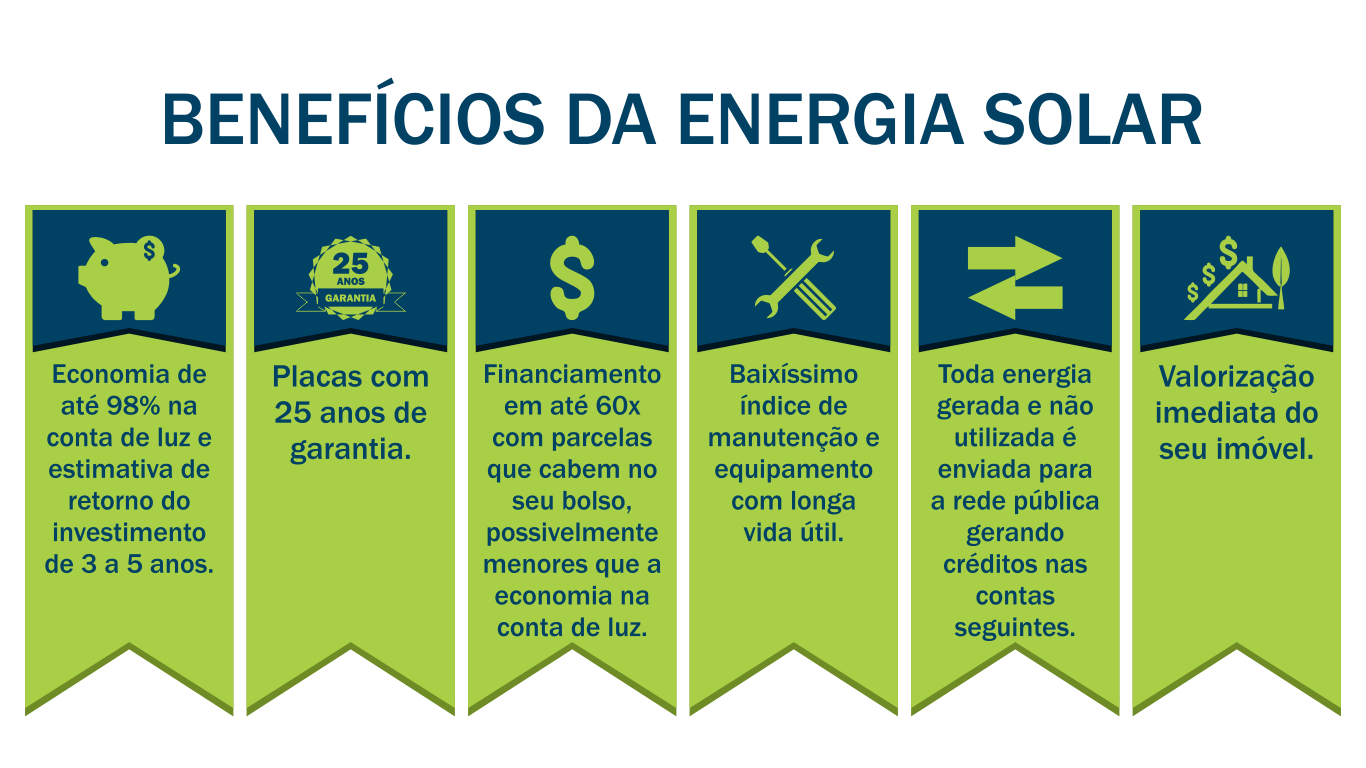 BENEFÍCIOS DA ENERGIA SOLAR
Economia de
até 98% na
conta de luz e
estimativa de
retorno do
investimento
de 3 a 5 anos.
25
ANOS
GARANTIA
Placas com
25 anos de
garantia.
$
Financiamento
em até 60x
com parcelas
que cabem no
seu bolso,
possivelmente
menores que a
economia na
conta de luz.
Baixíssimo
índice de
manutenção e
equipamento
com longa
vida útil.
Toda energia
gerada e não
utilizada é
enviada para
a rede pública
gerando
créditos nas
contas
seguintes.
Valorização
imediata do
seu imóvel.